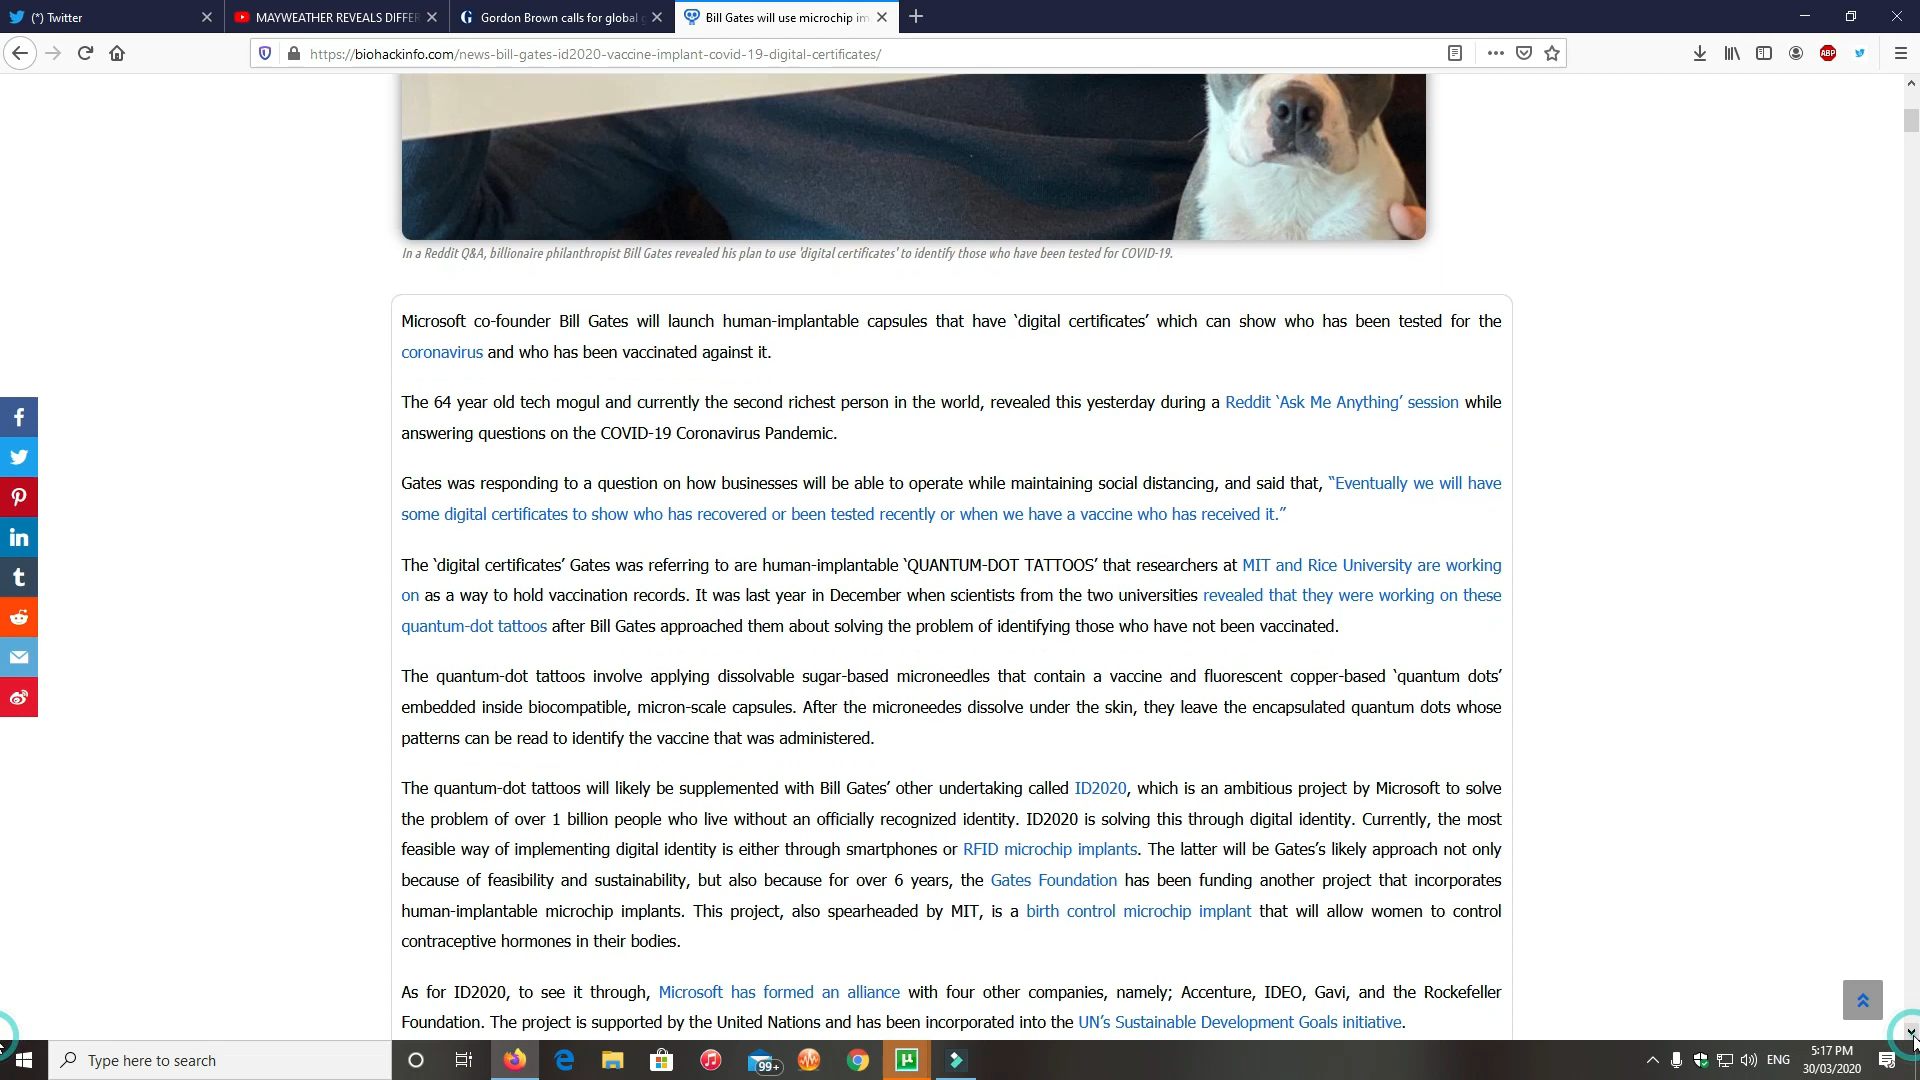 (*) Twitter
MAYWEATHER REVEALS DIFFER
Gordon Brown calls for global g
Bill Gates will use microchip im
https://biohackinfo.com/news-bill-gates-id2020-vaccine-implant-covid-19-digital-certificates/
ABP
In a Reddit Q&A, billionaire philanthropist Bill Gates revealed his plan to use 'digital certificates' to identify those who have been tested for COVID-19.
Microsoft co-founder Bill Gates will launch human-implantable capsules that have ‘digital certificates’ which can show who has been tested for the
coronavirus and who has been vaccinated against it.
The 64 year old tech mogul and currently the second richest person in the world, revealed this yesterday during a Reddit ‘Ask Me Anything’ session while
answering questions on the COVID-19 Coronavirus Pandemic.
Gates was responding to a question on how businesses will be able to operate while maintaining social distancing, and said that, “Eventually we will have
some digital certificates to show who has recovered or been tested recently or when we have a vaccine who has received it.”
The ‘digital certificates’ Gates was referring to are human-implantable ‘QUANTUM-DOT TATTOOS’ that researchers at MIT and Rice University are working
on as a way to hold vaccination records. It was last year in December when scientists from the two universities revealed that they were working on these
quantum-dot tattoos after Bill Gates approached them about solving the problem of identifying those who have not been vaccinated.
The quantum-dot tattoos involve applying dissolvable sugar-based microneedles that contain a vaccine and fluorescent copper-based ‘quantum dots’
embedded inside biocompatible, micron-scale capsules. After the microneedes dissolve under the skin, they leave the encapsulated quantum dots whose
patterns can be read to identify the vaccine that was administered.
The quantum-dot tattoos will likely be supplemented with Bill Gates’ other undertaking called ID2020, which is an ambitious project by Microsoft to solve
the problem of over 1 billion people who live without an officially recognized identity. ID2020 is solving this through digital identity. Currently, the most
feasible way of implementing digital identity is either through smartphones or RFID microchip implants. The latter will be Gates’s likely approach not only
because of feasibility and sustainability, but also because for over 6 years, the Gates Foundation has been funding another project that incorporates
human-implantable microchip implants. This project, also spearheaded by MIT, is a birth control microchip implant that will allow women to control
contraceptive hormones in their bodies.
As for ID2020, to see it through, Microsoft has formed an alliance with four other companies, namely; Accenture, IDEO, Gavi, and the Rockefeller
Foundation. The project is supported by the United Nations and has been incorporated into the UN’s Sustainable Development Goals initiative.
Type here to search
99+
ENG
5:17 PM
30/03/2020